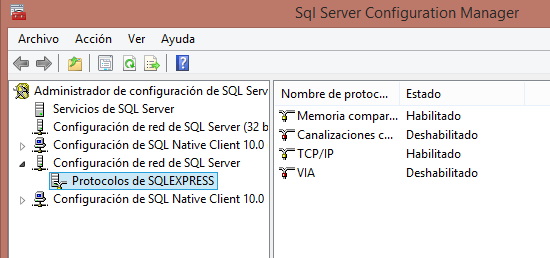 Sql Server Configuration Manager
Archivo Acción Ver Ayuda
Administrador de configuración de SQL Serv
Servicios de SQL Server
Configuración de red de SQL Server (32 b
Configuración de SQL Native Client 10.0
Configuración de red de SQL Server
Protocolos de SQLEXPRESS
Configuración de SQL Native Client 10.0
Nombre de protoc... Estado
Memoria compar... Habilitado
Canalizaciones c... Deshabilitado
TCP/IP Habilitado
VIA Deshabilitado